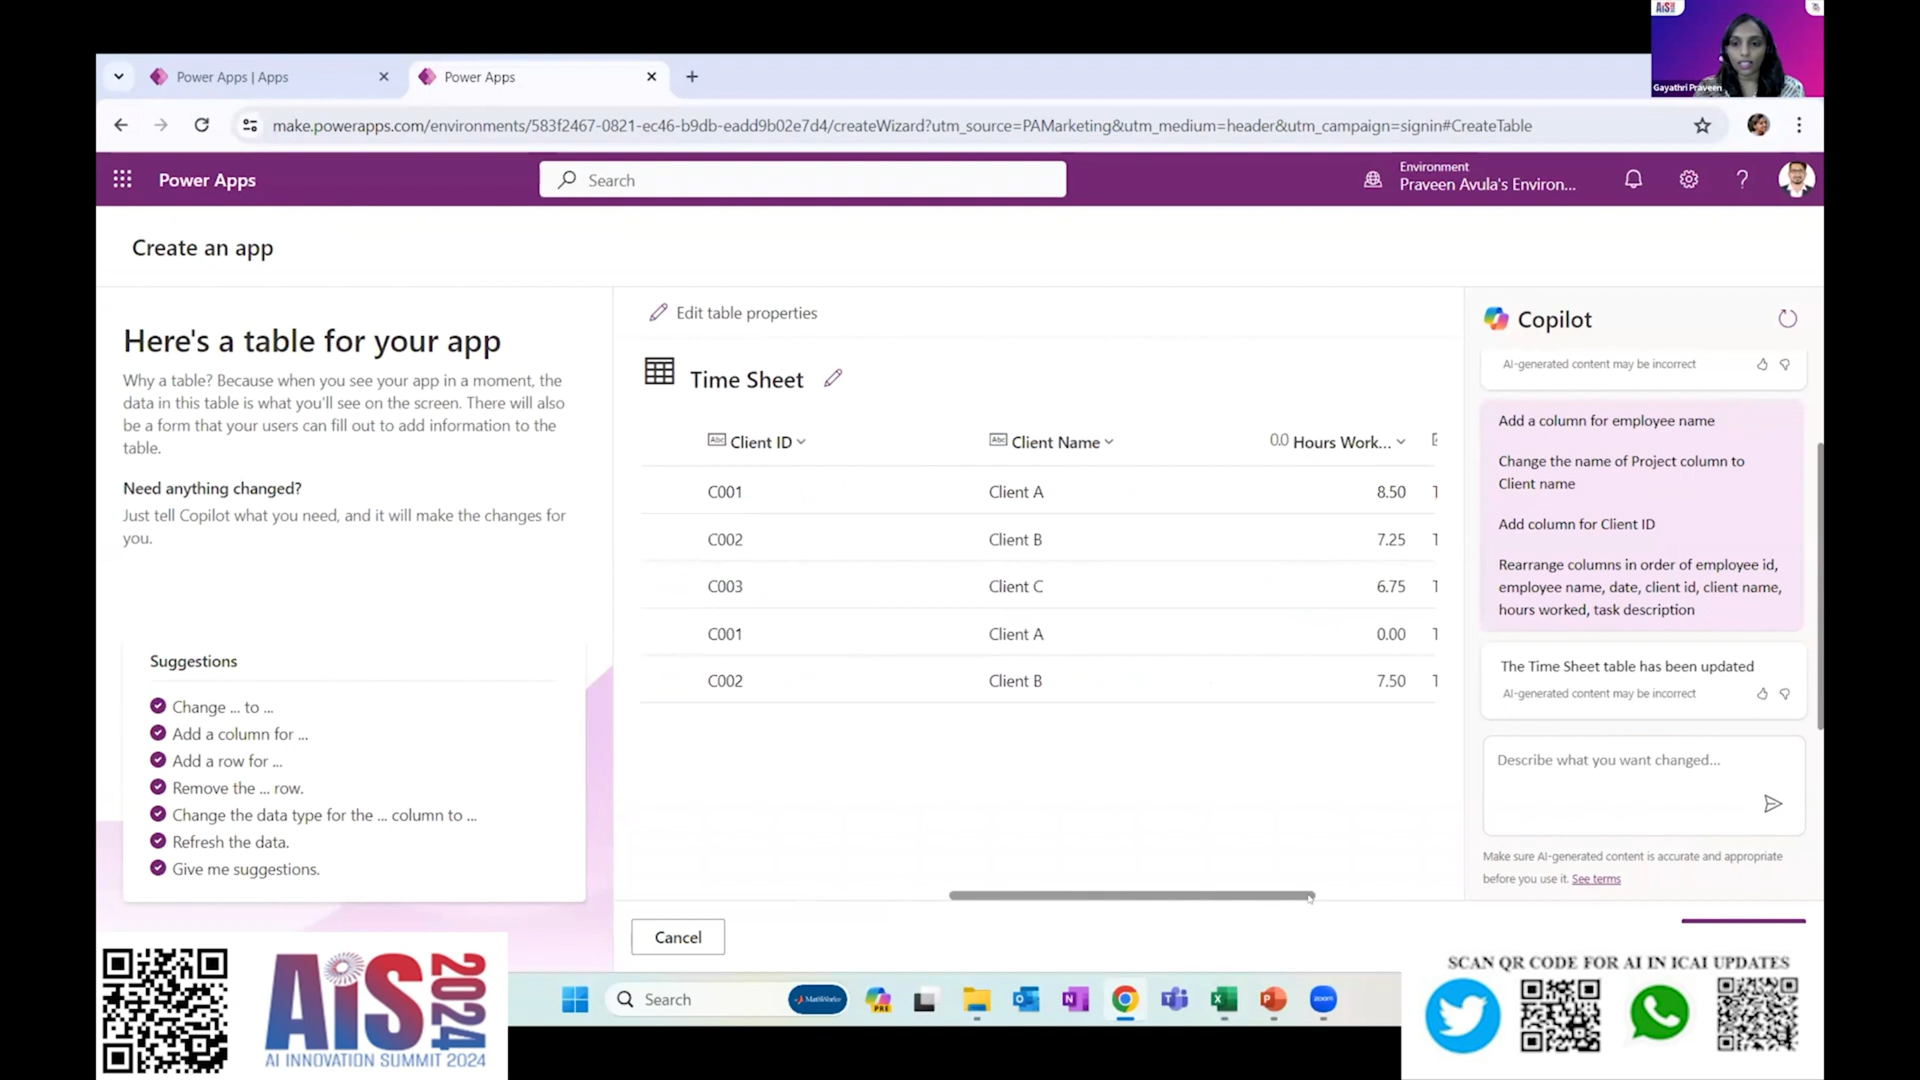 Power Apps | Apps
Power Apps
make.powerapps.com/environments/583f2467-0821-ec46-b9db-eadd9b02e7d4/createWizard?utm_source=PAMarketing&utm_medium=header&utm_campaign=signin#CreateTable
AiS
Gayathri Praveen
Power Apps
Search
Environment
Praveen Avula's Environ...
Create an app
Here's a table for your app
Why a table? Because when you see your app in a moment, the
data in this table is what you'll see on the screen. There will also
be a form that your users can fill out to add information to the
table.
Need anything changed?
Just tell Copilot what you need, and it will make the changes for
you.
Suggestions
Change ... to ...
Add a column for ...
Add a row for ...
Remove the ... row.
Change the data type for the ... column to ...
Refresh the data.
Give me suggestions.
Edit table properties
Time Sheet
Abc Client ID Abc Client Name 0.0 Hours Work...
C001 Client A 8.50
C002 Client B 7.25
C003 Client C 6.75
C001 Client A 0.00
C002 Client B 7.50
Cancel
Copilot
AI-generated content may be incorrect
Add a column for employee name
Change the name of Project column to
Client name
Add column for Client ID
Rearrange columns in order of employee id,
employee name, date, client id, client name,
hours worked, task description
The Time Sheet table has been updated
AI-generated content may be incorrect
Describe what you want changed...
Make sure AI-generated content is accurate and appropriate
before you use it. See terms
AiS 2024
AI INNOVATION SUMMIT 2024
Search
MathWorks
PRE
zoom
SCAN QR CODE FOR AI IN ICAI UPDATES